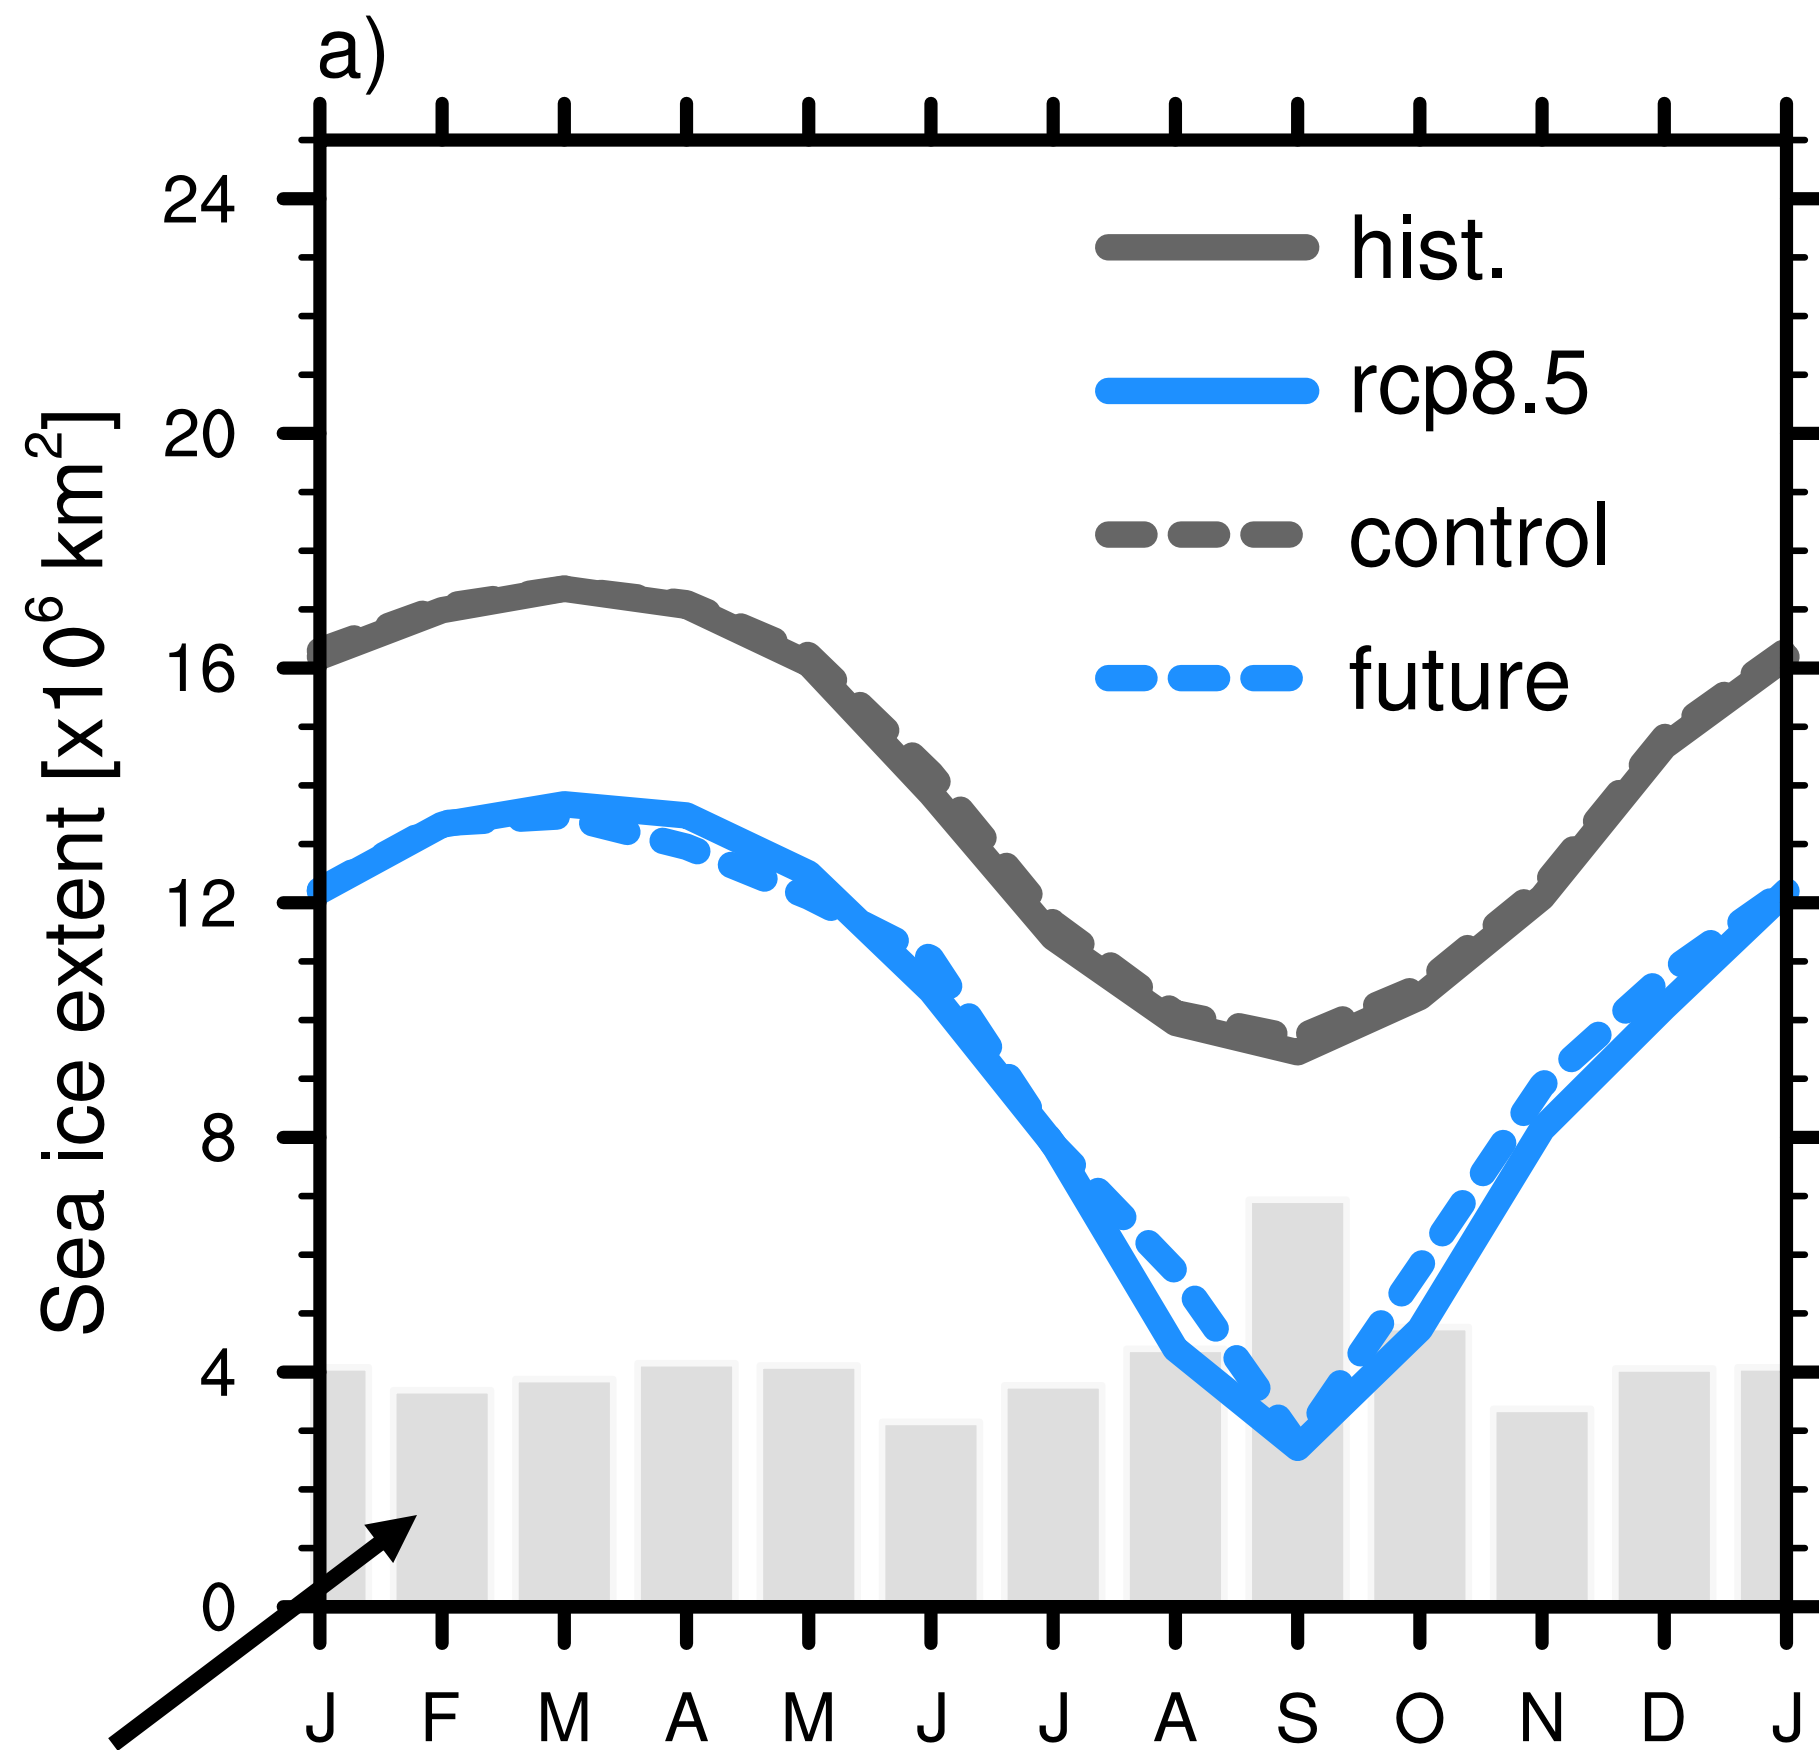 a)
Sea ice extent [x10⁶ km²]
24
20
16
12
8
4
0
hist.
rcp8.5
control
future
J F M A M J J A S O N D J